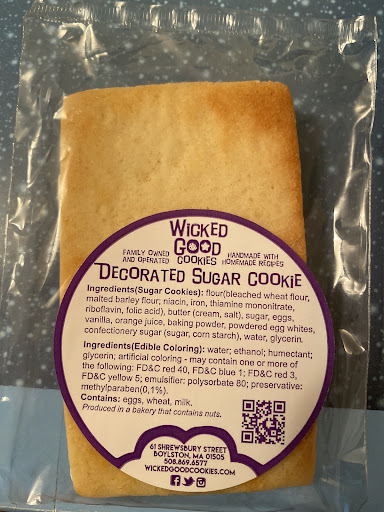 WICKED
GOOD
COOKIES
FAMILY OWNED
AND OPERATED
HANDMADE WITH
HOMEMADE RECIPES
DECORATED SUGAR COOKIE
Ingredients(Sugar Cookies): flour(bleached wheat flour,
malted barley flour; niacin, iron, thiamine mononitrate,
riboflavin, folic acid), butter (cream, salt), sugar, eggs,
vanilla, orange juice, baking powder, powdered egg whites,
confectionery sugar (sugar, corn starch), water, glycerin.
Ingredients(Edible Coloring): water; ethanol; humectant;
glycerin; artificial coloring - may contain one or more of
the following: FD&C red 40, FD&C blue 1; FD&C red 3,
FD&C yellow 5; emulsifier: polysorbate 80; preservative:
methylparaben(0,1%).
Contains: eggs, wheat, milk.
Produced in a bakery that contains nuts.
61 SHREWSBURY STREET
BOYLSTON, MA 01505
508.869.6577
WICKEDGOODCOOKIES.COM